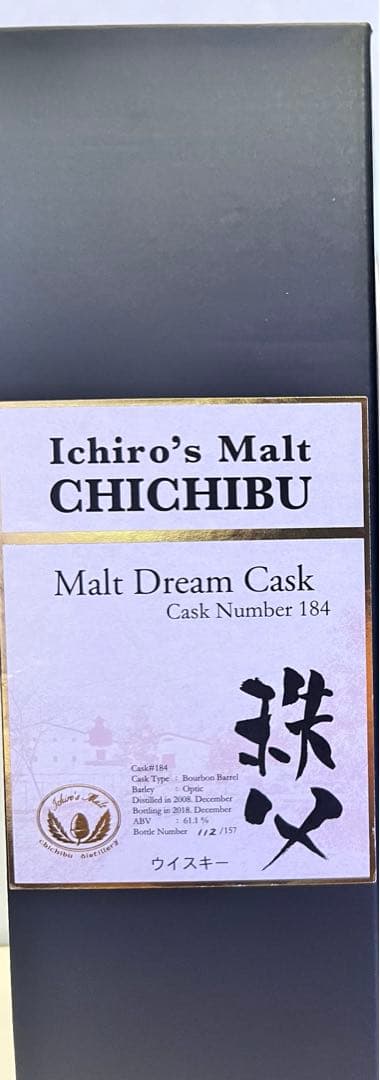 Ichiro's Malt
CHICHIBU
Malt Dream Cask
Cask Number 184
秩父
Cask#184
Cask Type : Bourbon Barrel
Barley : Optic
Distilled in 2008. December
Bottling in 2018. December
ABV : 61.1 %
Bottle Number 112 /157
Ichiro's Malt
chichibu distillery
ウイスキー